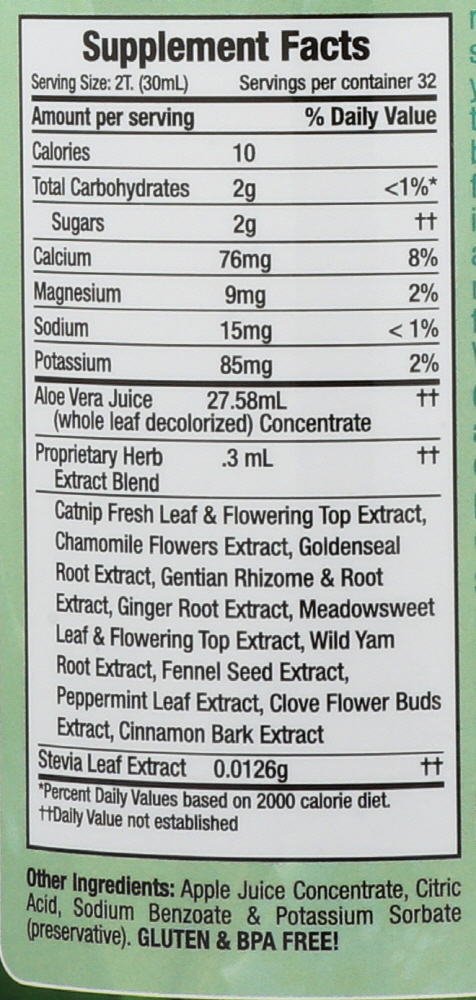 Supplement Facts
Serving Size: 2T. (30mL) Servings per container 32
Amount per serving % Daily Value
Calories 10
Total Carbohydrates 2g <1%*
Sugars 2g ††
Calcium 76mg 8%
Magnesium 9mg 2%
Sodium 15mg < 1%
Potassium 85mg 2%
Aloe Vera Juice 27.58mL ††
(whole leaf decolorized) Concentrate
Proprietary Herb .3 mL ††
Extract Blend
Catnip Fresh Leaf & Flowering Top Extract,
Chamomile Flowers Extract, Goldenseal
Root Extract, Gentian Rhizome & Root
Extract, Ginger Root Extract, Meadowsweet
Leaf & Flowering Top Extract, Wild Yam
Root Extract, Fennel Seed Extract,
Peppermint Leaf Extract, Clove Flower Buds
Extract, Cinnamon Bark Extract
Stevia Leaf Extract 0.0126g ††
*Percent Daily Values based on 2000 calorie diet.
††Daily Value not established
Other Ingredients: Apple Juice Concentrate, Citric
Acid, Sodium Benzoate & Potassium Sorbate
(preservative). GLUTEN & BPA FREE!